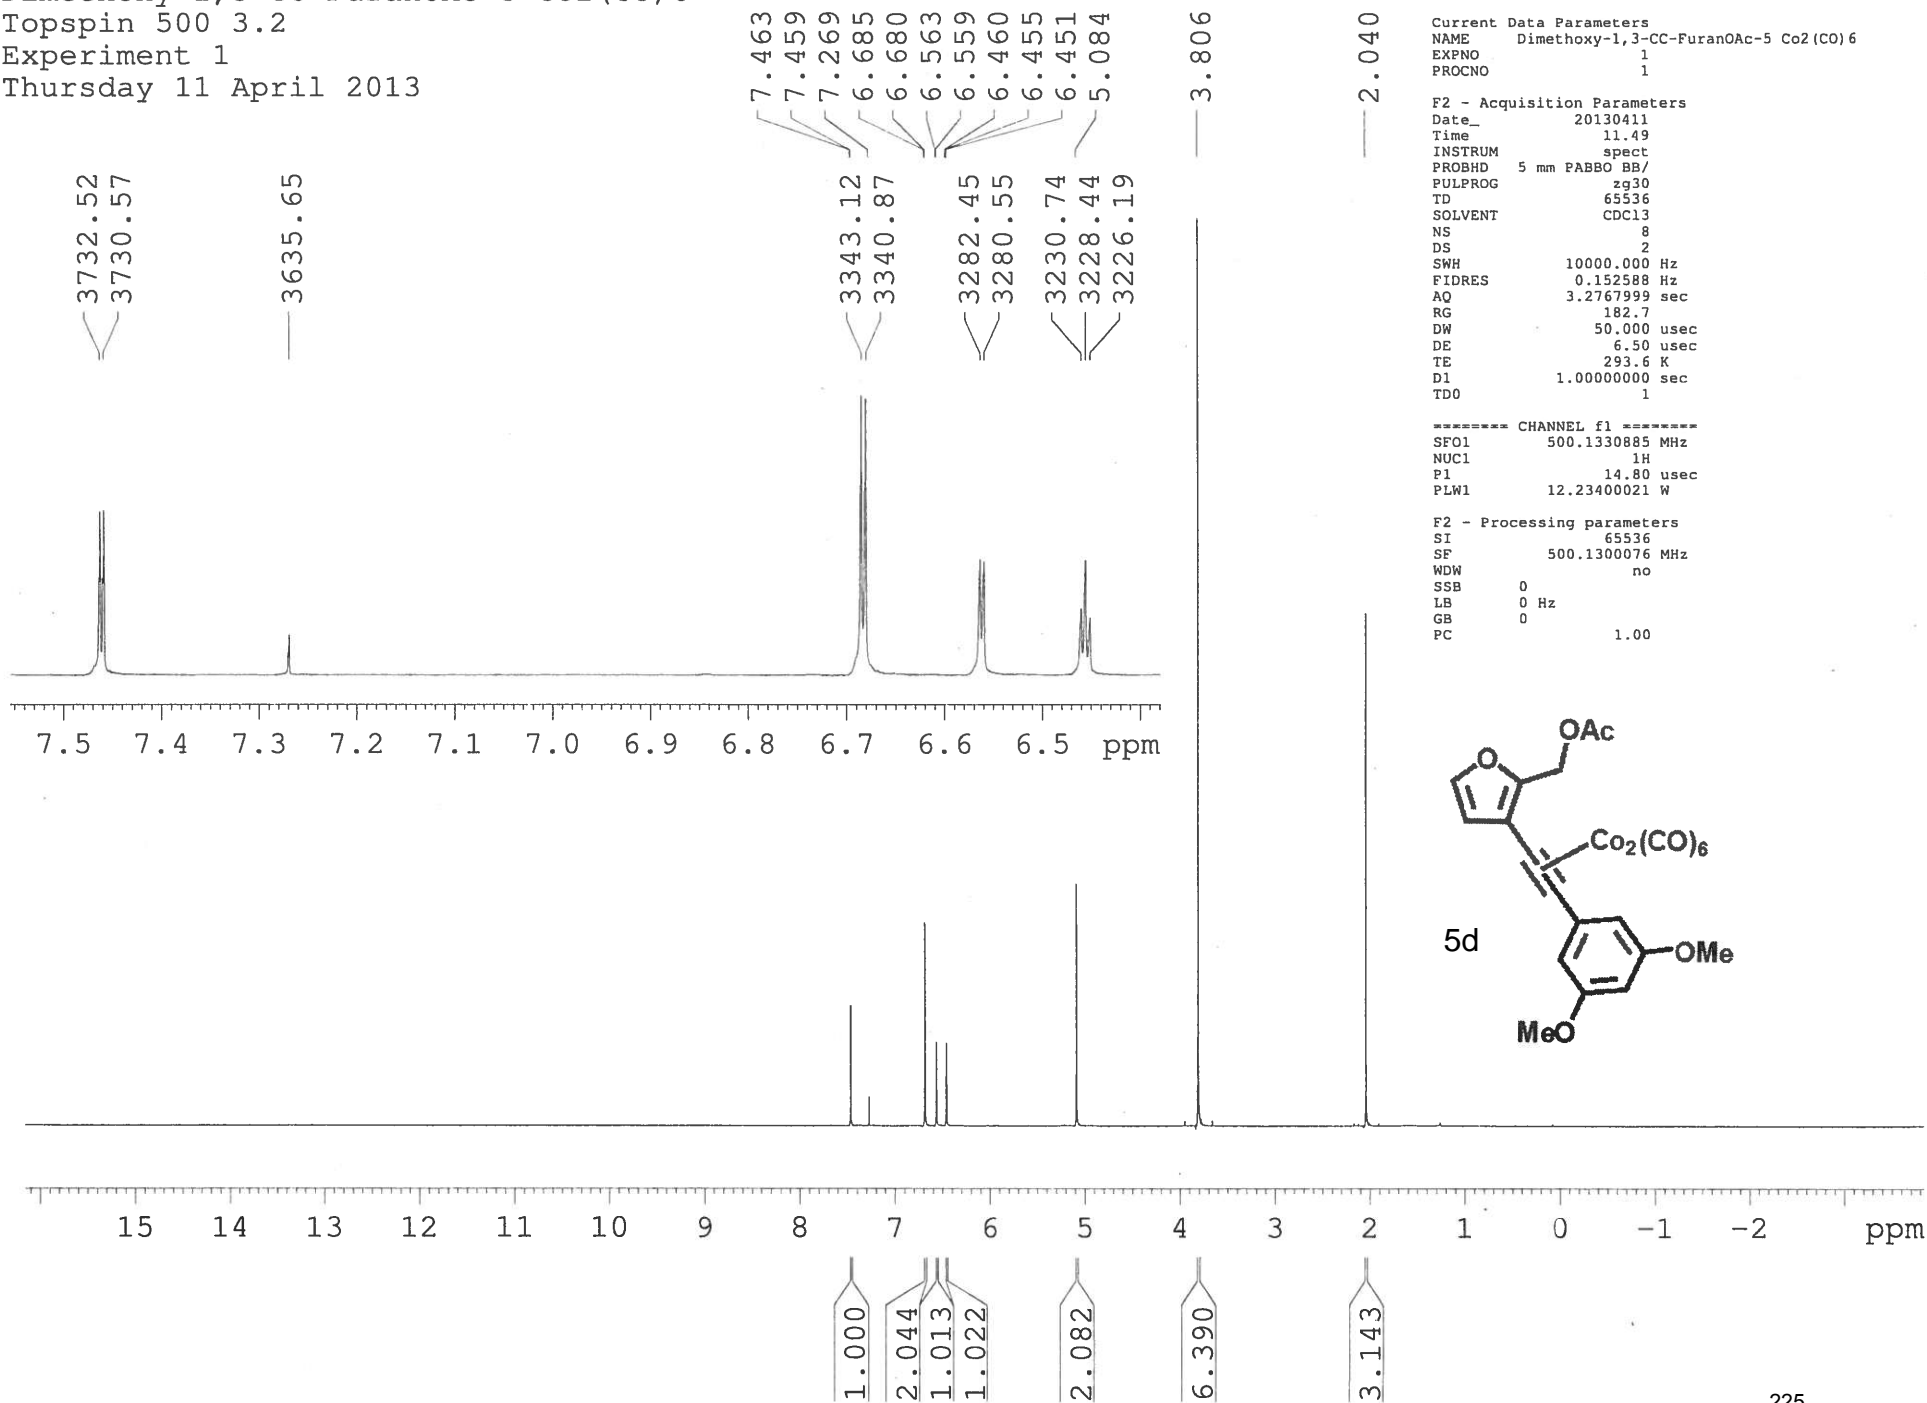 Topspin 500 3.2
Experiment 1
Thursday 11 April 2013
7.463
7.459
7.269
6.685
6.680
6.563
6.559
6.460
6.455
6.451
5.084
3.806
2.040
3732.52
3730.57
3635.65
3343.12
3340.87
3282.45
3280.55
3230.74
3228.44
3226.19
7.5 7.4 7.3 7.2 7.1 7.0 6.9 6.8 6.7 6.6 6.5 ppm
Current Data Parameters
NAME Dimethoxy-1,3-CC-FuranOAc-5 Co2(CO)6
EXPNO 1
PROCNO 1
F2 - Acquisition Parameters
Date_ 20130411
Time 11.49
INSTRUM spect
PROBHD 5 mm PABBO BB/
PULPROG zg30
TD 65536
SOLVENT CDCl3
NS 8
DS 2
SWH 10000.000 Hz
FIDRES 0.152588 Hz
AQ 3.2767999 sec
RG 182.7
DW 50.000 usec
DE 6.50 usec
TE 293.6 K
D1 1.00000000 sec
TD0 1
======== CHANNEL f1 ========
SFO1 500.1330885 MHz
NUC1 1H
P1 14.80 usec
PLW1 12.23400021 W
F2 - Processing parameters
SI 65536
SF 500.1300076 MHz
WDW no
SSB 0
LB 0 Hz
GB 0
PC 1.00
OAc
O
Co2(CO)6
5d
OMe
MeO
15 14 13 12 11 10 9 8 7 6 5 4 3 2 1 0 -1 -2 ppm
1.000
2.044
1.013
1.022
2.082
6.390
3.143
225